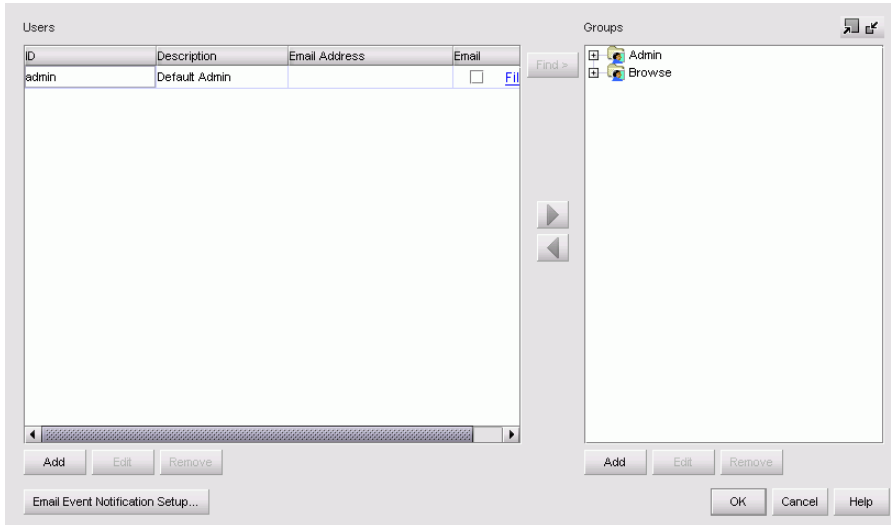 Users
ID Description Email Address Email
admin Default Admin Fil
Find >
Groups
Admin
Browse
Add Edit Remove
Add Edit Remove
Email Event Notification Setup...
OK Cancel Help